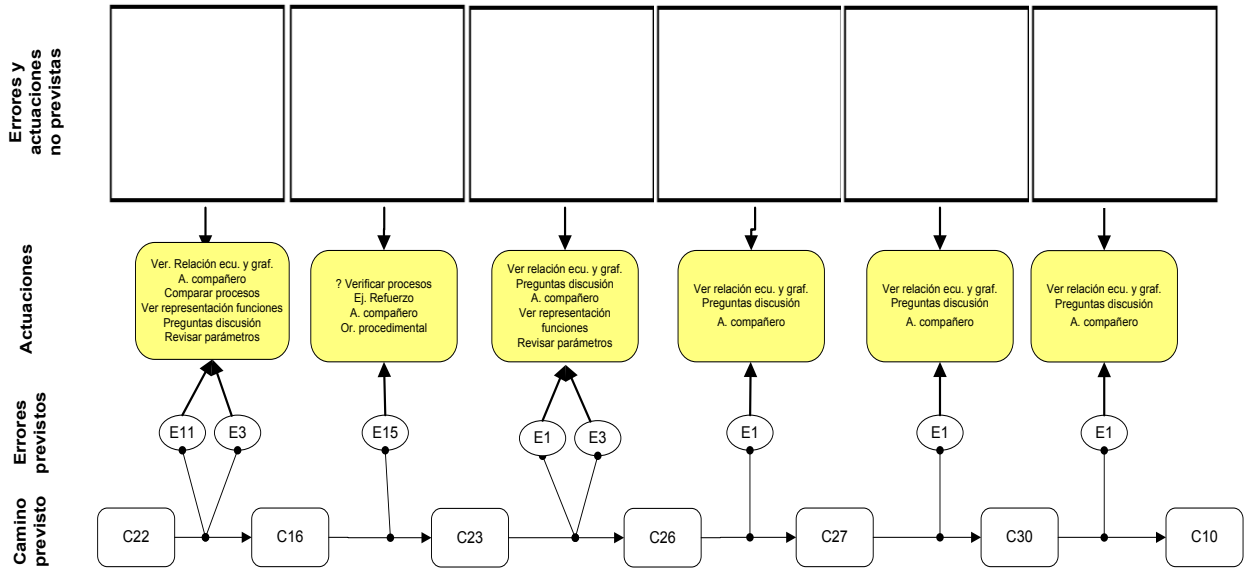 Errores y
actuaciones
no previstas
Actuaciones
Ver. Relación ecu. y graf.
A. compañero
Comparar procesos
Ver representación funciones
Preguntas discusión
Revisar parámetros
? Verificar procesos
Ej. Refuerzo
A. compañero
Or. procedimental
Ver relación ecu. y graf.
Preguntas discusión
A. compañero
Ver representación
funciones
Revisar parámetros
Ver relación ecu. y graf.
Preguntas discusión
A. compañero
Ver relación ecu. y graf.
Preguntas discusión
A. compañero
Ver relación ecu. y graf.
Preguntas discusión
A. compañero
Errores
previstos
E11
E3
E15
E1
E3
E1
E1
E1
Camino
previsto
C22
C16
C23
C26
C27
C30
C10